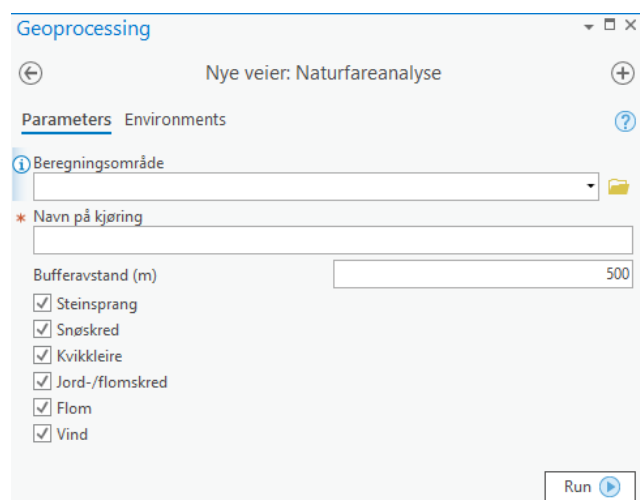 Geoprocessing
Nye veier: Naturfareanalyse
Parameters Environments
Beregningsområde
* Navn på kjøring
Bufferavstand (m) 500
Steinsprang
Snøskred
Kvikkleire
Jord-/flomskred
Flom
Vind
Run